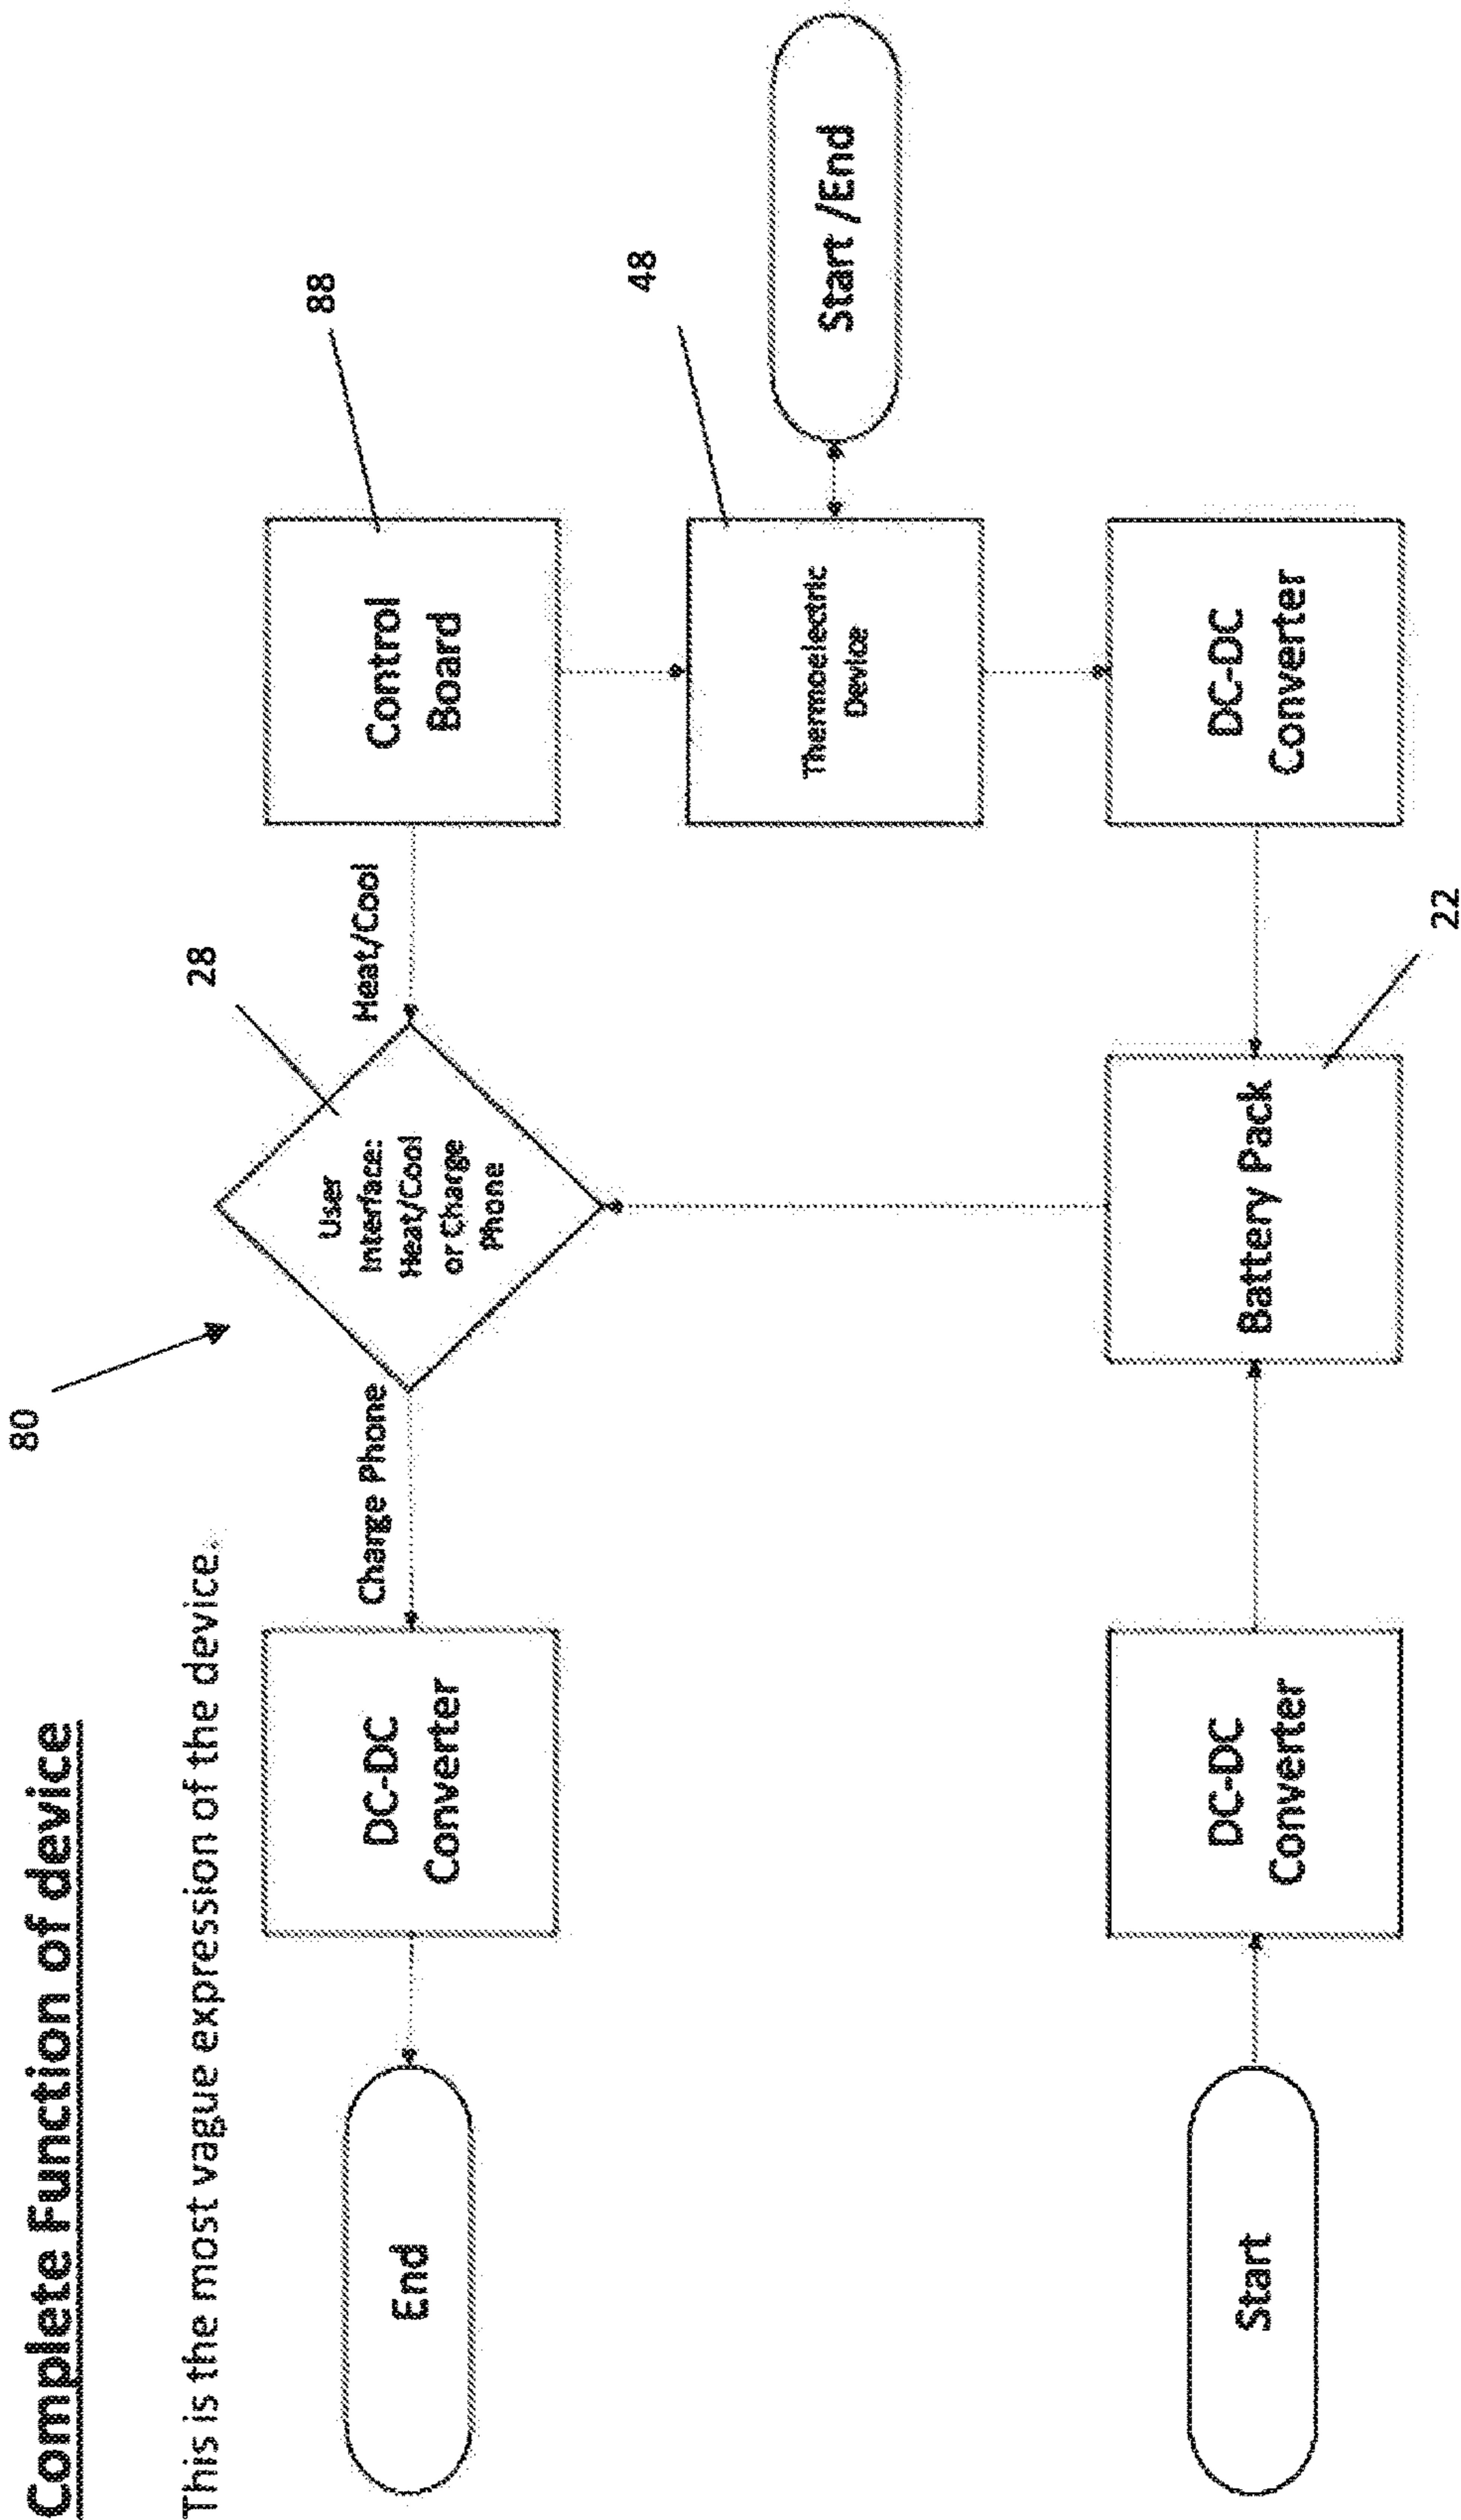 Complete Function of device
This is the most vague expression of the device.
80
28
88
End
DC-DC
Converter
Charge Phone
User
Interface:
Heat/Cool
or Charge
Phone
Heat/Cool
Control
Board
48
Thermoelectric
Device
Start /End
Start
DC-DC
Converter
Battery Pack
22
DC-DC
Converter